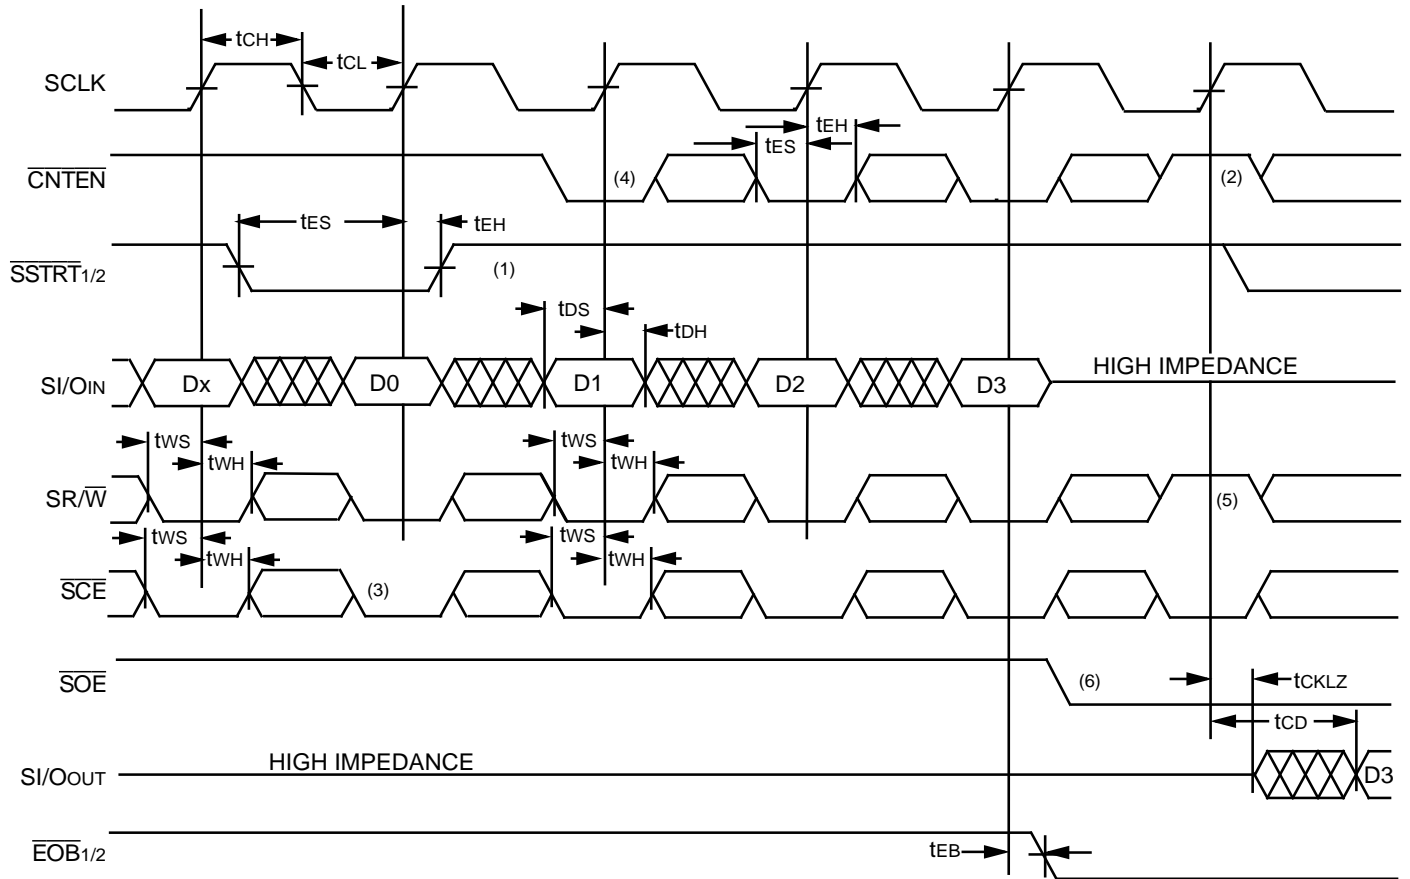 tCH
tCL
SCLK
tEH
tES
CNTEN
(4)
(2)
tES
tEH
SSTRT1/2
(1)
tDS
tDH
HIGH IMPEDANCE
SI/OIN
Dx
D0
D1
D2
D3
tWS
tWH
tWS
tWH
SR/W
(5)
tWS
tWH
tWS
tWH
SCE
(3)
SOE
(6)
tCKLZ
tCD
HIGH IMPEDANCE
SI/OOUT
D3
EOB1/2
tEB